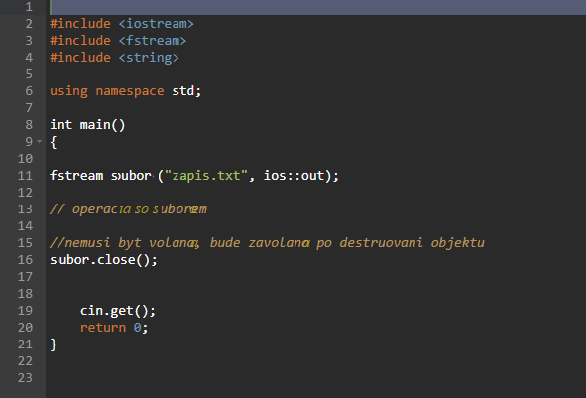 1
2 #include <iostream>
3 #include <fstream>
4 #include <string>
5
6 using namespace std;
7
8 int main()
9 {
10
11 fstream subor ("zapis.txt", ios::out);
12
13 // operacia so suborem
14
15 //nemusi byt volana, bude zavolana po destruovani objektu
16 subor.close();
17
18
19 cin.get();
20 return 0;
21 }
22
23